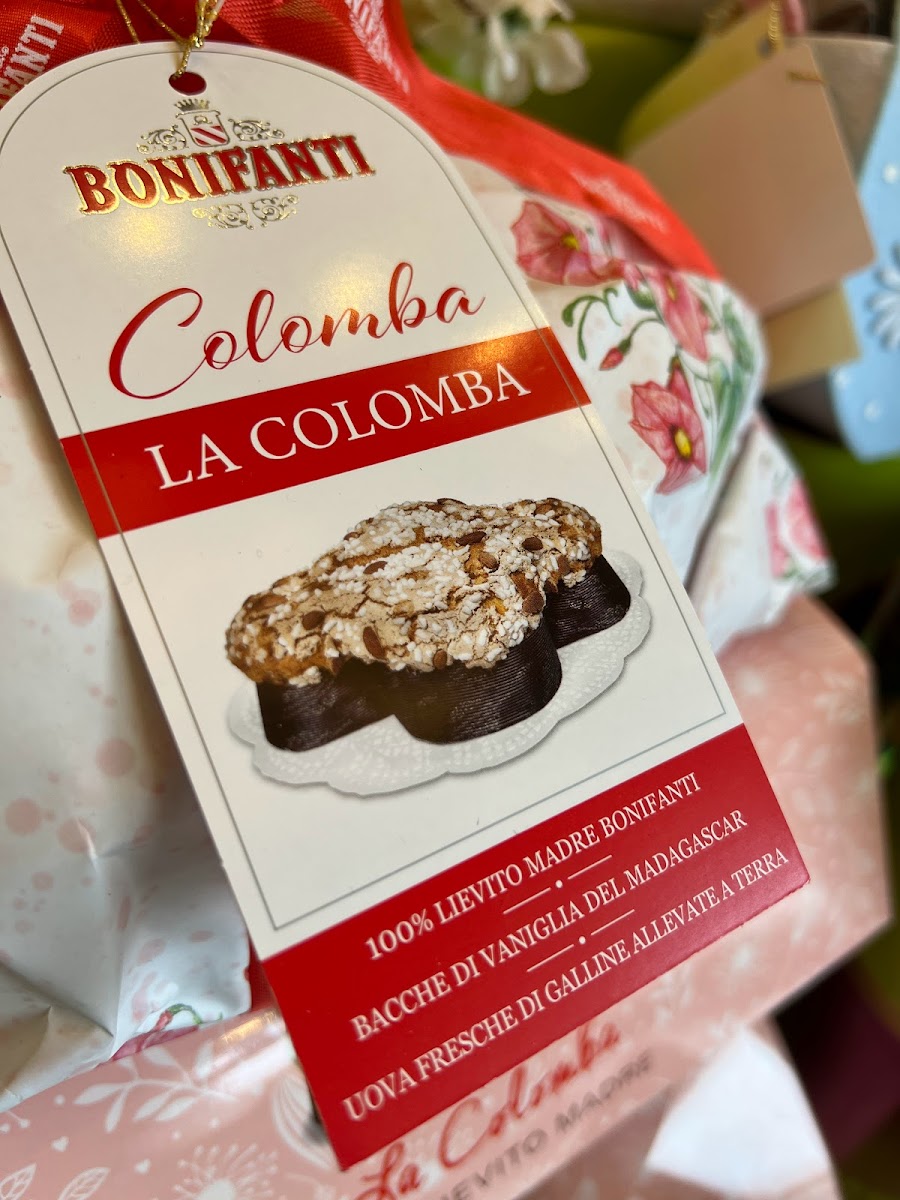 BONIFANTI
Colomba
LA COLOMBA
100% LIEVITO MADRE BONIFANTI
BACCHE DI VANIGLIA DEL MADAGASCAR
UOVA FRESCHE DI GALLINE ALLEVATE A TERRA
La Colomba
LIEVITO MADRE